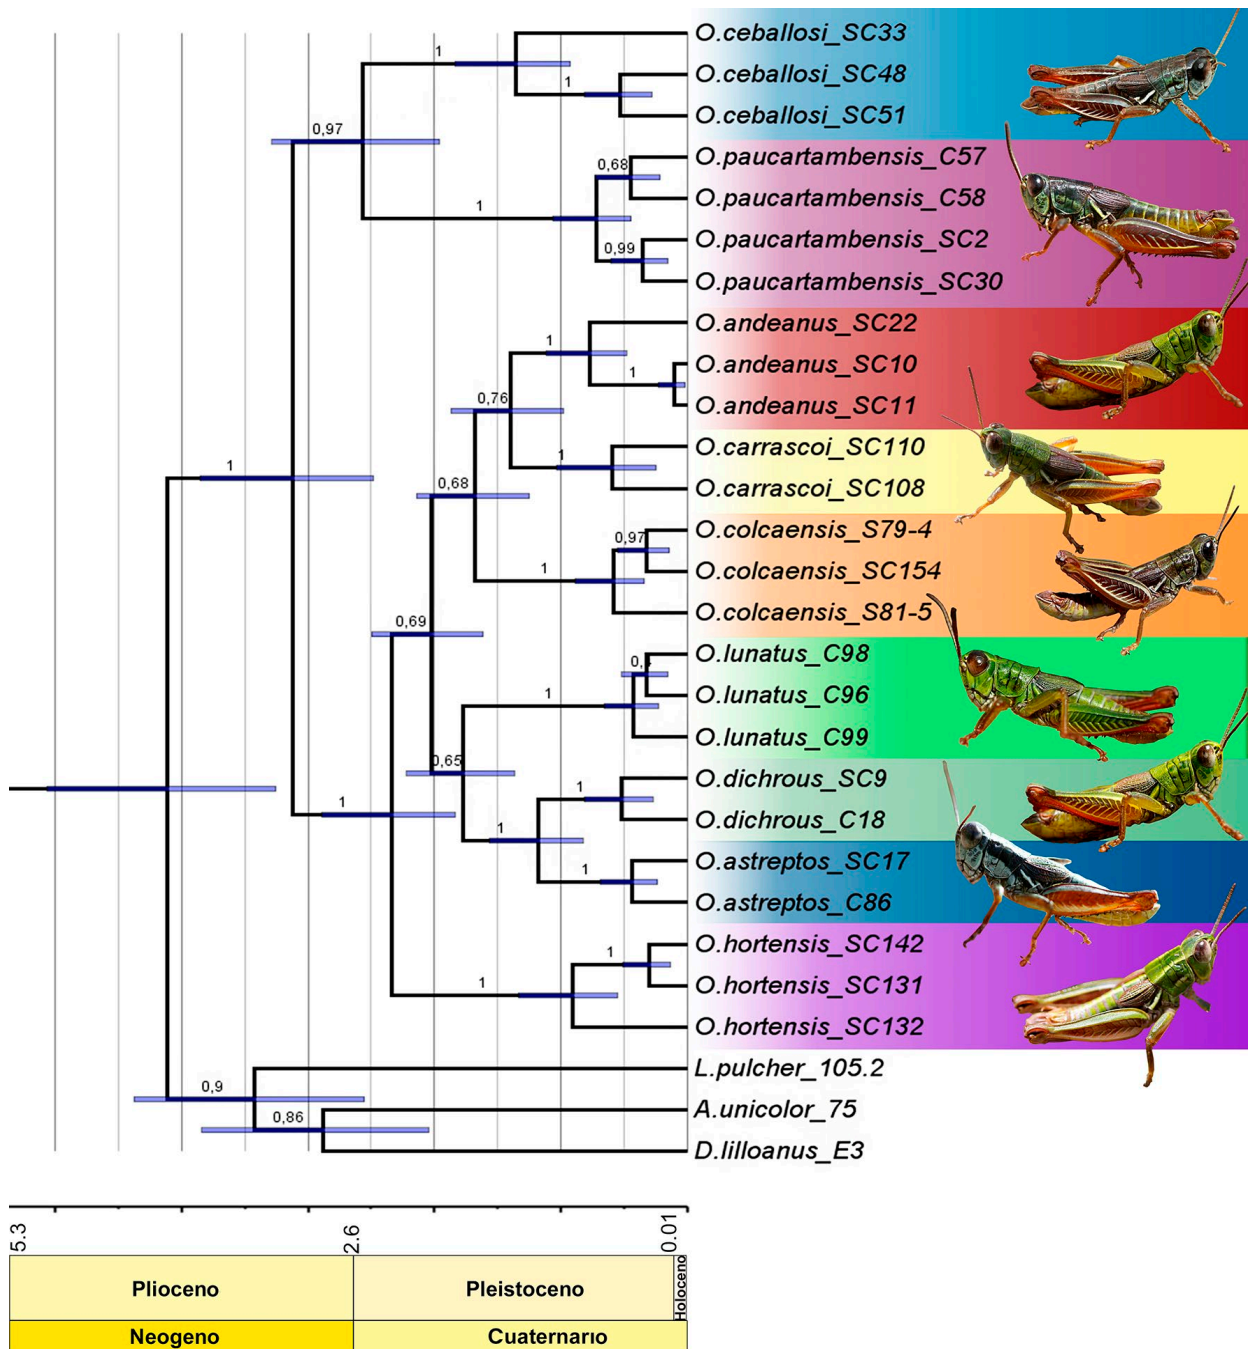 O.ceballosi_SC33
1
O.ceballosi_SC48
1
O.ceballosi_SC51
0,97
O.paucartambensis_C57
0,68
O.paucartambensis_C58
1
O.paucartambensis_SC2
0,99
O.paucartambensis_SC30
O.andeanus_SC22
1
O.andeanus_SC10
1
O.andeanus_SC11
0,76
O.carrascoi_SC110
1
1
0,68
O.carrascoi_SC108
O.colcaensis_S79-4
0,97
O.colcaensis_SC154
1
O.colcaensis_S81-5
0,69
O.lunatus_C98
O.lunatus_C96
1
O.lunatus_C99
0,65
O.dichrous_SC9
1
1
O.dichrous_C18
1
O.astreptos_SC17
1
O.astreptos_C86
O.hortensis_SC142
1
O.hortensis_SC131
1
O.hortensis_SC132
L.pulcher_105.2
0,9
A.unicolor_75
0,86
D.lilloanus_E3
5.3
2.6
0.01
Plioceno
Pleistoceno
Holoceno
Neogeno
Cuaternario